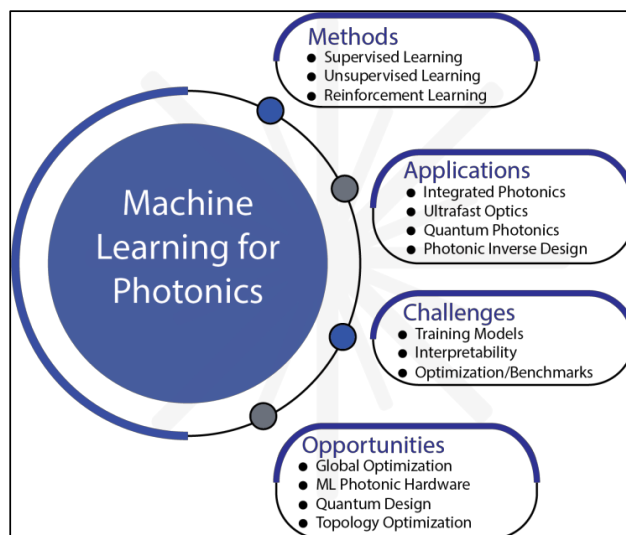 Methods
● Supervised Learning
● Unsupervised Learning
● Reinforcement Learning
Machine
Learning for
Photonics
Applications
● Integrated Photonics
● Ultrafast Optics
● Quantum Photonics
● Photonic Inverse Design
Challenges
● Training Models
● Interpretability
● Optimization/Benchmarks
Opportunities
● Global Optimization
● ML Photonic Hardware
● Quantum Design
● Topology Optimization